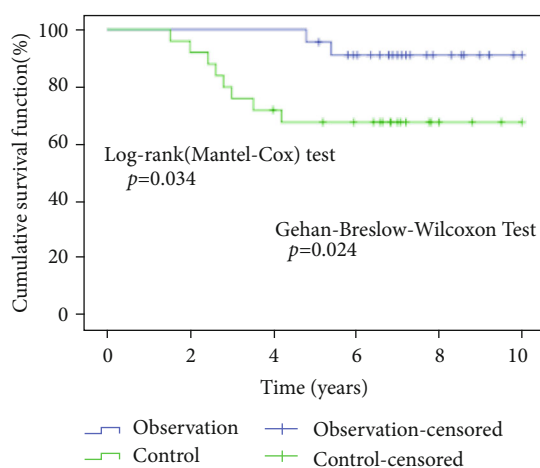 Cumulative survival function(%)
100
80
60
40
20
0
Log-rank(Mantel-Cox) test
p=0.034
Gehan-Breslow-Wilcoxon Test
p=0.024
0 2 4 6 8 10
Time (years)
Observation
Observation-censored
Control
Control-censored